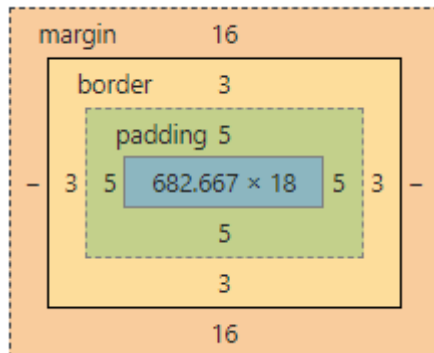 margin 16
border 3
padding 5
– 3 5 682.667 × 18 5 3 –
5
3
16